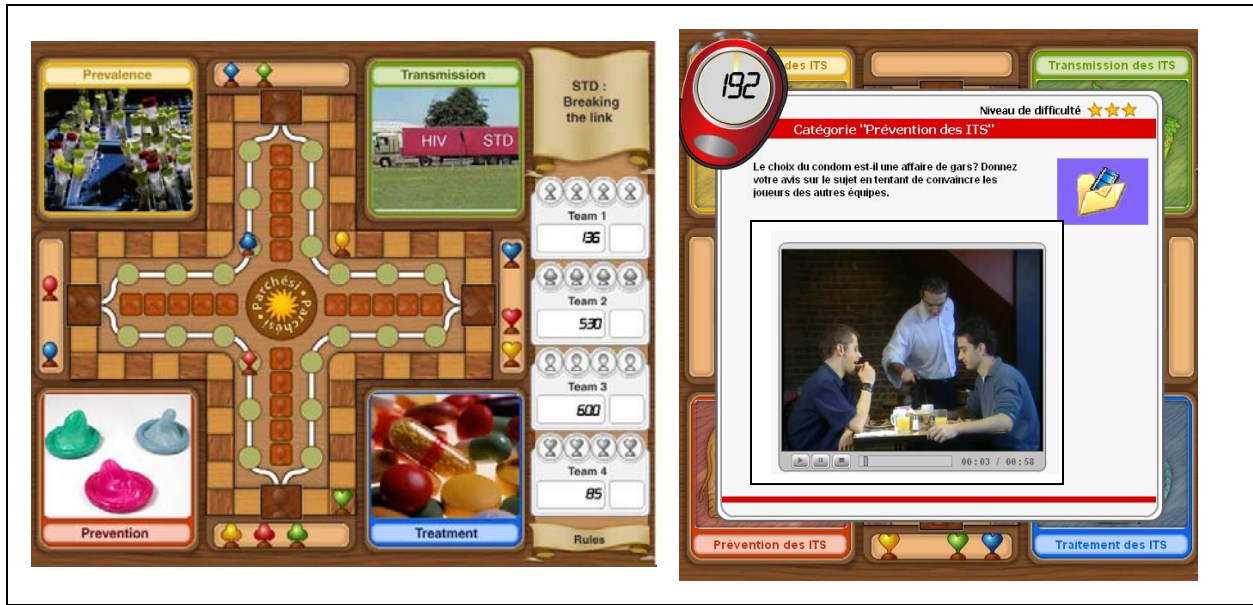 Prevalence
Transmission
HIV STD
STD :
Breaking
the link
Team 1
136
Team 2
530
Team 3
600
Team 4
85
Parchési • Parchési •
Prevention
Treatment
Rules
192
des ITS
Transmission des ITS
Niveau de difficulté
Catégorie "Prévention des ITS"
Le choix du condom est-il une affaire de gars? Donnez
votre avis sur le sujet en tentant de convaincre les
joueurs des autres équipes.
00:03 / 00:58
Prévention des ITS
Traitement des ITS